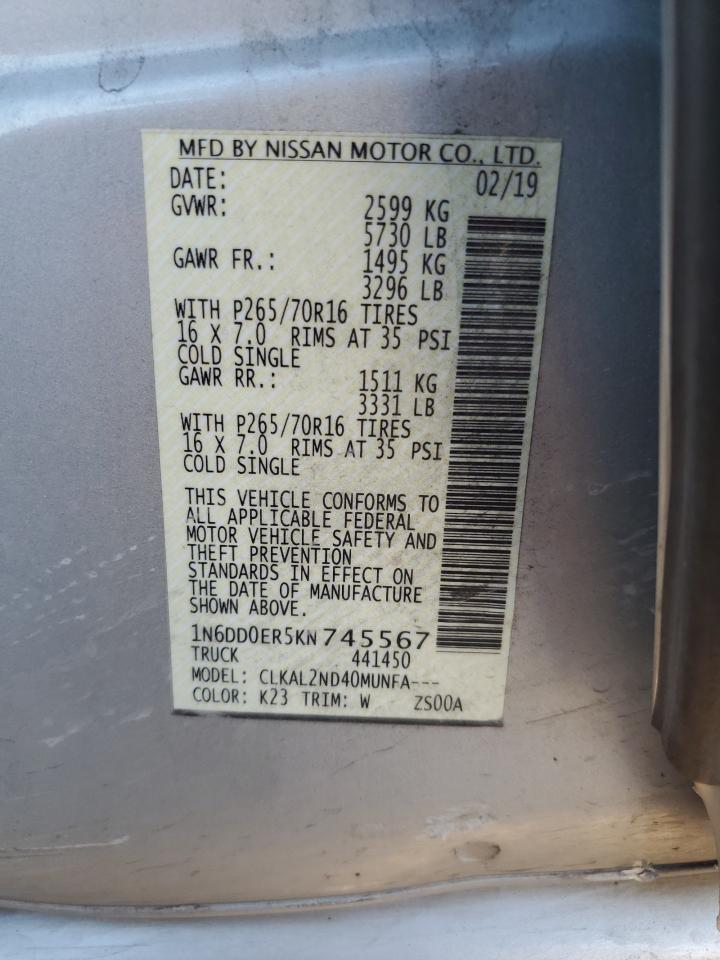 MFD BY NISSAN MOTOR CO., LTD.
DATE: 02/19
GVWR: 2599 KG
5730 LB
GAWR FR.: 1495 KG
3296 LB
WITH P265/70R16 TIRES
16 X 7.0 RIMS AT 35 PSI
COLD SINGLE
GAWR RR.: 1511 KG
3331 LB
WITH P265/70R16 TIRES
16 X 7.0 RIMS AT 35 PSI
COLD SINGLE
THIS VEHICLE CONFORMS TO
ALL APPLICABLE FEDERAL
MOTOR VEHICLE SAFETY AND
THEFT PREVENTION
STANDARDS IN EFFECT ON
THE DATE OF MANUFACTURE
SHOWN ABOVE.
1N6DD0ER5KN745567
TRUCK 441450
MODEL: CLKAL2ND40MUNFA---
COLOR: K23 TRIM: W ZS00A